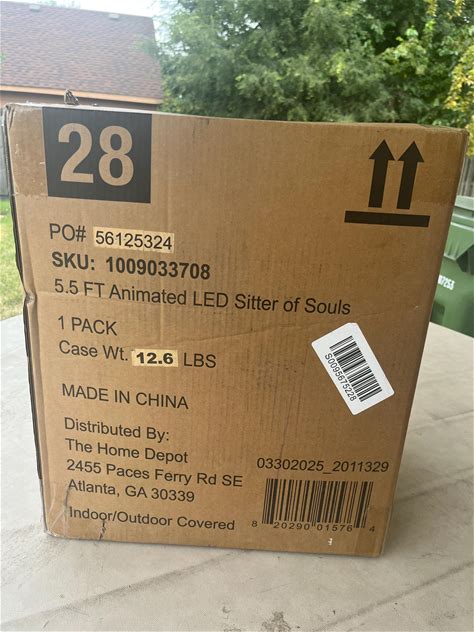 28
PO# 56125324
SKU: 1009033708
5.5 FT Animated LED Sitter of Souls
1 PACK
Case Wt. 12.6 LBS
S0095675228
MADE IN CHINA
Distributed By:
The Home Depot
2455 Paces Ferry Rd SE
Atlanta, GA 30339
Indoor/Outdoor Covered
03302025_2011329
8 20290 01576 4